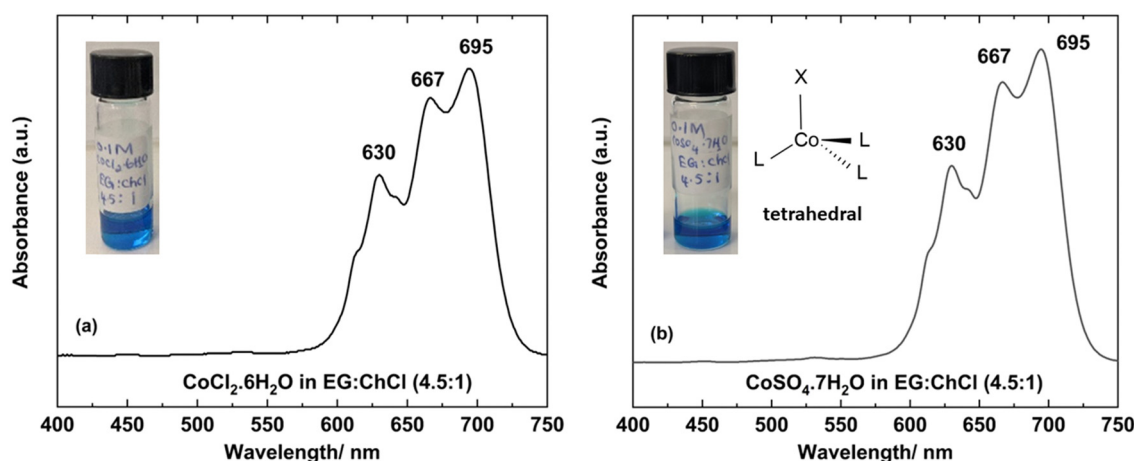 Absorbance (a.u.)
630
667
695
0.1M
CoCl2.6H2O
EG:ChCl
4.5:1
(a)
CoCl₂.6H₂O in EG:ChCl (4.5:1)
400 450 500 550 600 650 700 750
Wavelength/ nm
Absorbance (a.u.)
630
667
695
0.1M
CoSO4.7H2O
EG:ChCl
4.5:1
X
Co
L
L
L
tetrahedral
(b)
CoSO₄.7H₂O in EG:ChCl (4.5:1)
400 450 500 550 600 650 700 750
Wavelength/ nm